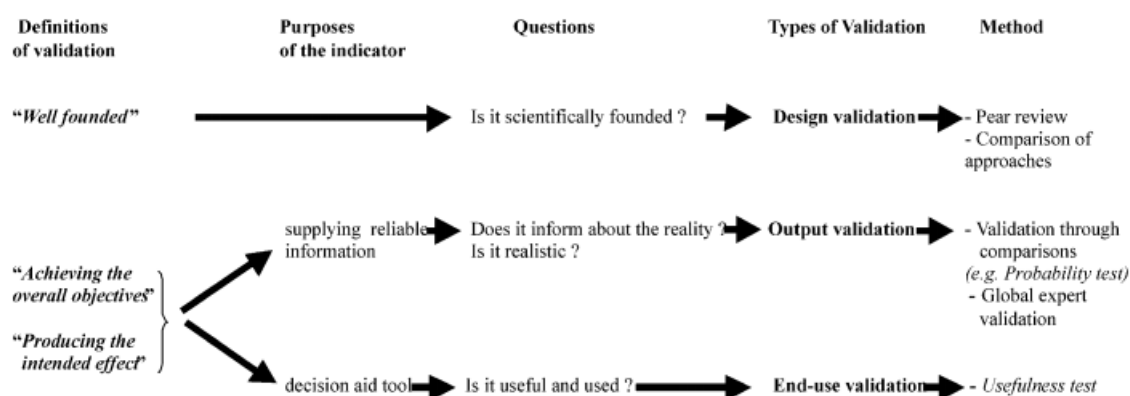 Definitions
of validation
Purposes
of the indicator
Questions
Types of Validation
Method
“Well founded”
Is it scientifically founded ?
Design validation
- Pear review
- Comparison of
approaches
supplying reliable
information
Does it inform about the reality ?
Is it realistic ?
Output validation
- Validation through
comparisons
(e.g. Probability test)
- Global expert
validation
“Achieving the
overall objectives”
“Producing the
intended effect”
decision aid tool
Is it useful and used ?
End-use validation
- Usefulness test